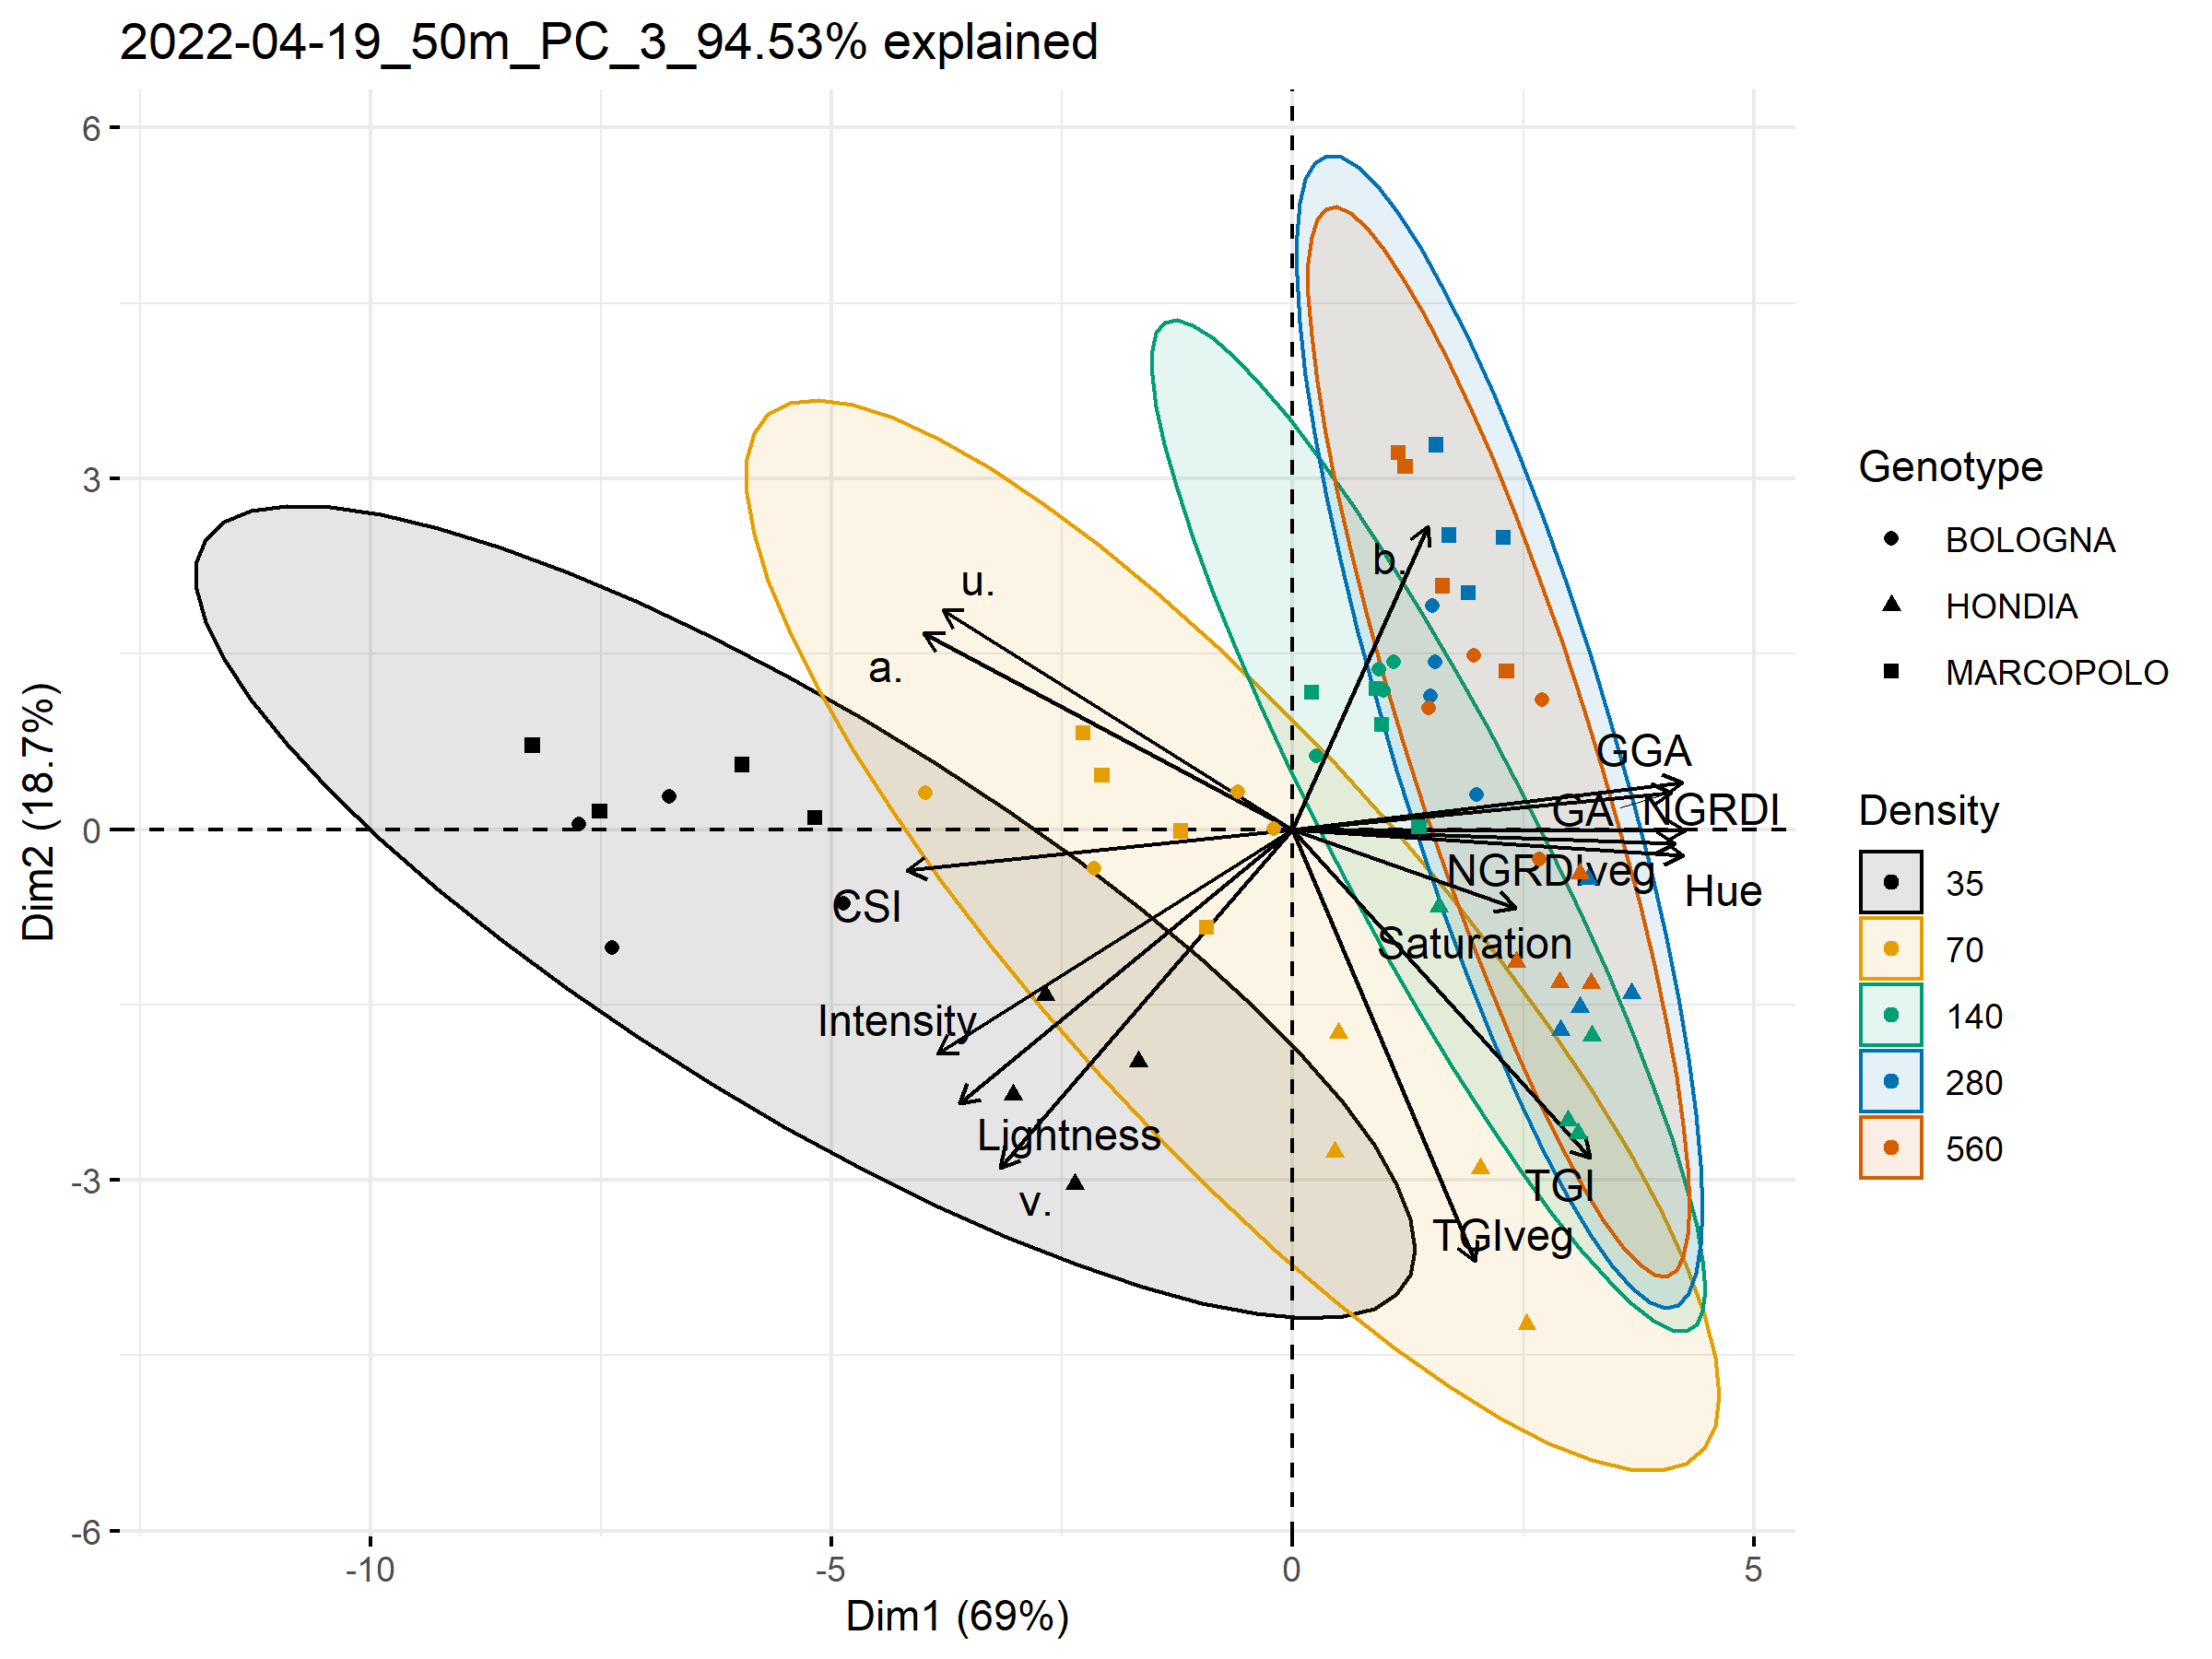 2022-04-19_50m_PC_3_94.53% explained
6
3
0
-3
-6
Dim2 (18.7%)
-10
-5
0
5
Dim1 (69%)
u.
a.
b.
GGA
GA
NGRDI
NGRDIveg
Hue
CSI
Saturation
Intensity
Lightness
v.
TGI
TGIveg
Genotype
BOLOGNA
HONDIA
MARCOPOLO
Density
35
70
140
280
560